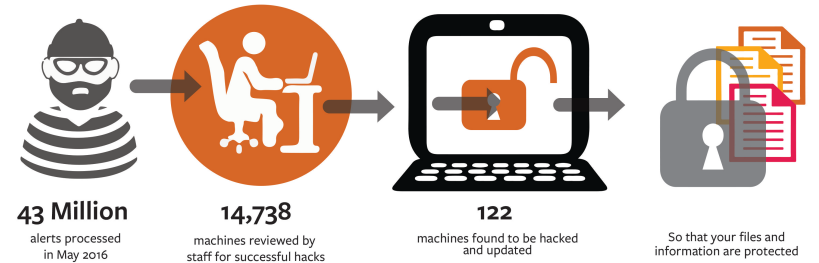 43 Million
alerts processed
in May 2016
14,738
machines reviewed by
staff for successful hacks
122
machines found to be hacked
and updated
So that your files and
information are protected